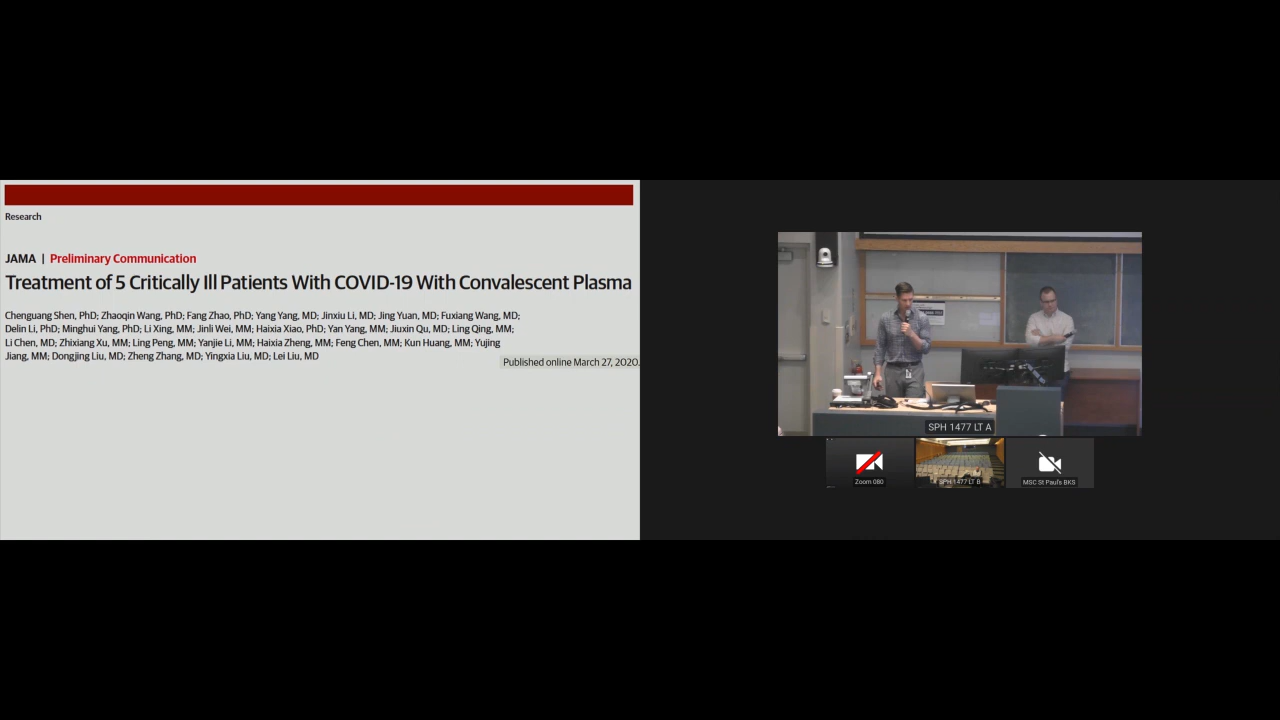 Research
JAMA | Preliminary Communication
Treatment of 5 Critically Ill Patients With COVID-19 With Convalescent Plasma
Chenguang Shen, PhD; Zhaoqin Wang, PhD; Fang Zhao, PhD; Yang Yang, MD; Jinxiu Li, MD; Jing Yuan, MD; Fuxiang Wang, MD;
Delin Li, PhD; Minghui Yang, PhD; Li Xing, MM; Jinli Wei, MM; Haixia Xiao, PhD; Yan Yang, MM; Jiuxin Qu, MD; Ling Qing, MM;
Li Chen, MD; Zhixiang Xu, MM; Ling Peng, MM; Yanjie Li, MM; Haixia Zheng, MM; Feng Chen, MM; Kun Huang, MM; Yujing
Jiang, MM; Dongjing Liu, MD; Zheng Zhang, MD; Yingxia Liu, MD; Lei Liu, MD
Published online March 27, 2020.
SPH 1477 LT A
Zoom 080
SPH 1477 LT B
MSC St Paul's BKS